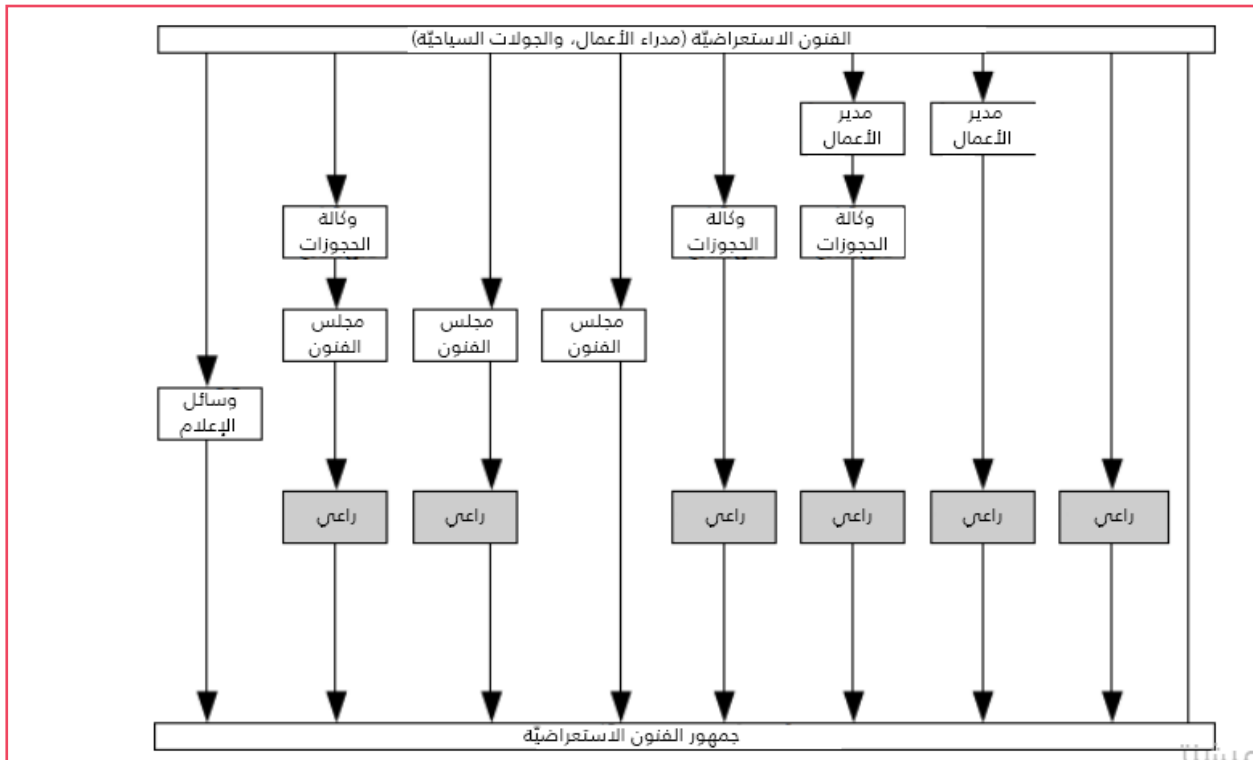 الفنون الاستعراضيّة (مدراء الأعمال، والجولات السياحيّة)
مدير
الأعمال
مدير
الأعمال
وكالة
الحجوزات
وكالة
الحجوزات
وكالة
الحجوزات
مجلس
الفنون
مجلس
الفنون
مجلس
الفنون
وسائل
الإعلام
راعي
راعي
راعي
راعي
راعي
راعي
جمهور الفنون الاستعراضيّة